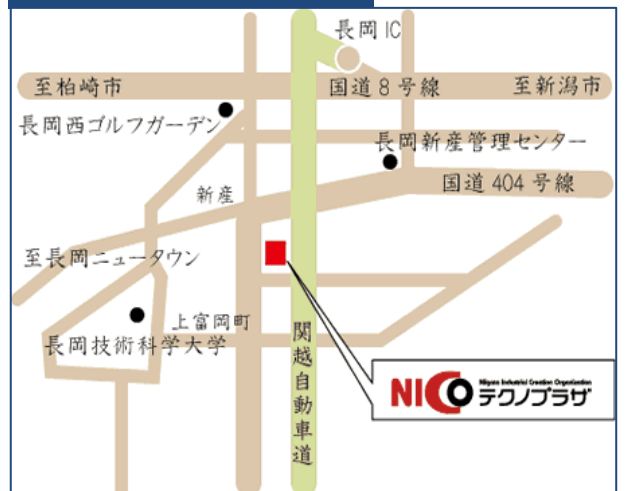 長岡IC
至柏崎市
国道8号線
至新潟市
長岡西ゴルフガーデン
長岡新産管理センター
国道404号線
新産
至長岡ニュータウン
上富岡町
長岡技術科学大学
関越自動車道
NICO
Niigata Industrial Creation Organization
テクノプラザ